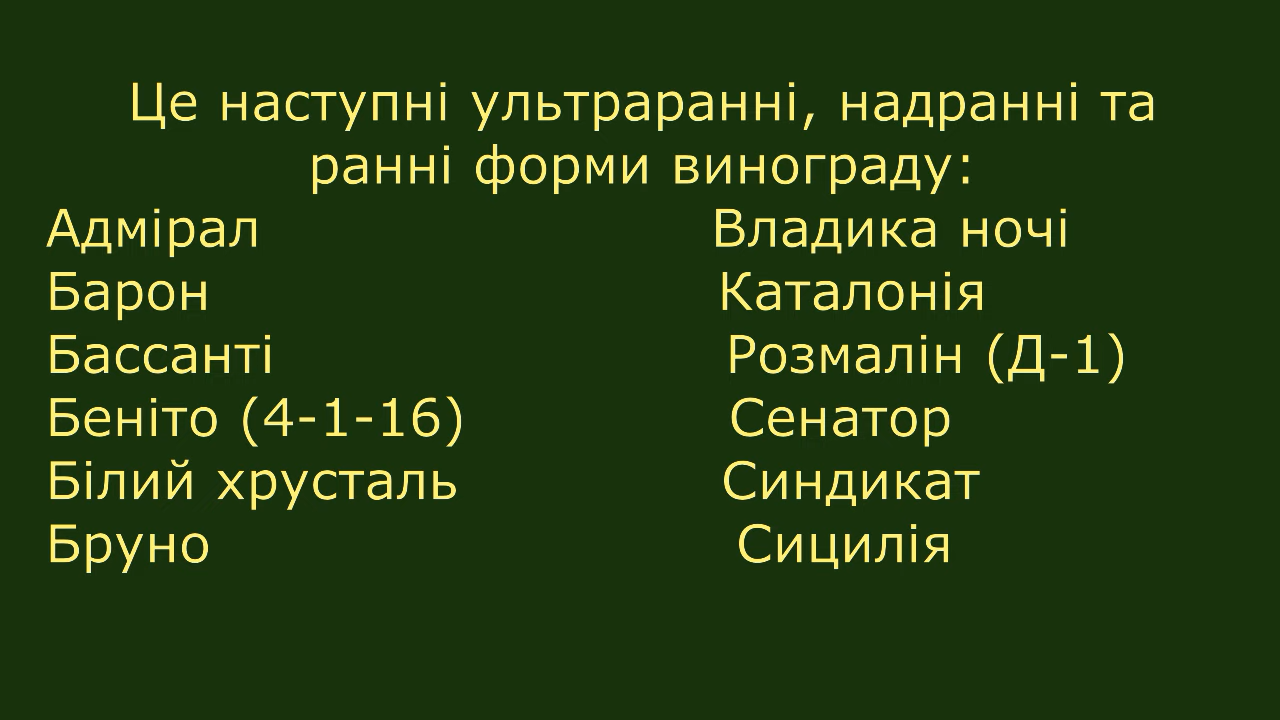 Це наступні ультраранні, надранні та
ранні форми винограду:
Адмірал Владика ночі
Барон Каталонія
Бассанті Розмалін (Д-1)
Беніто (4-1-16) Сенатор
Білий хрусталь Синдикат
Бруно Сицилія